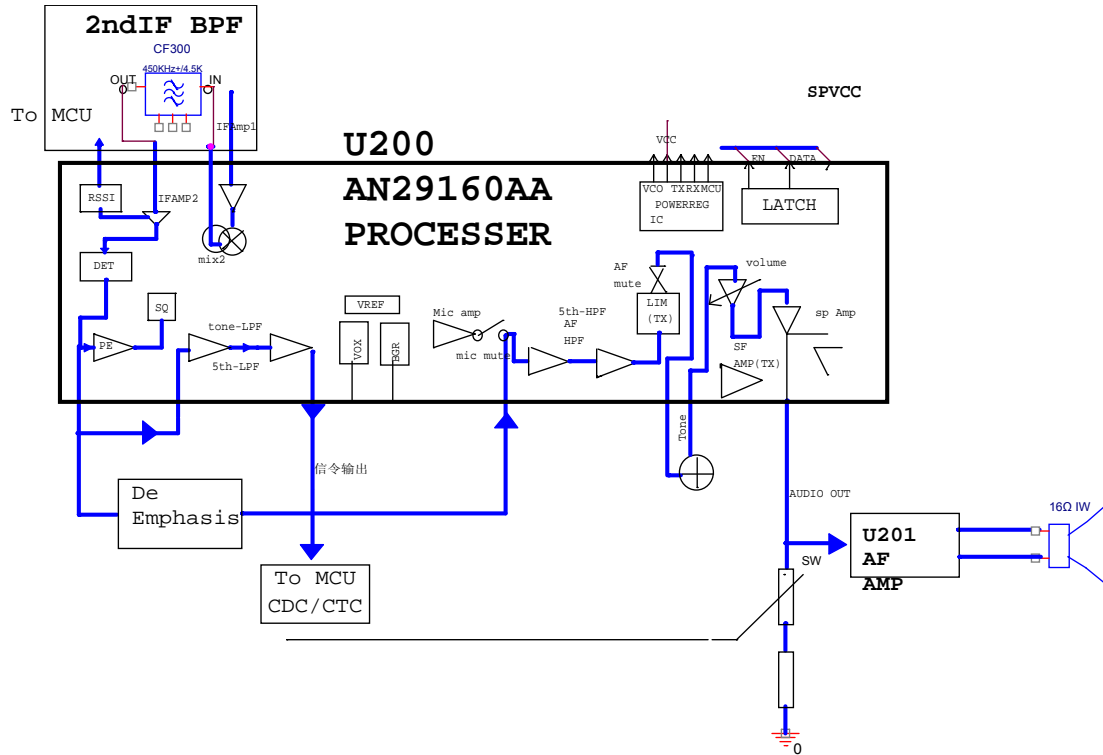 2ndIF BPF
CF300
450KHz+/4.5K
OUT
IN
To MCU
IFAmp1
SPVCC
U200
AN29160AA
PROCESSER
VCC
EN
DATA
VCO TXRXMCU
POWERREG
IC
LATCH
RSSI
IFAMP2
mix2
DET
AF
mute
volume
SQ
VREF
LIM
(TX)
Mic amp
5th-HPF
AF
HPF
sp Amp
tone-LPF
PE
VOX
BGR
mic mute
SF
AMP(TX)
5th-LPF
Tone
信令输出
De
Emphasis
AUDIO OUT
16Ω IW
U201
AF
AMP
SW
To MCU
CDC/CTC
0